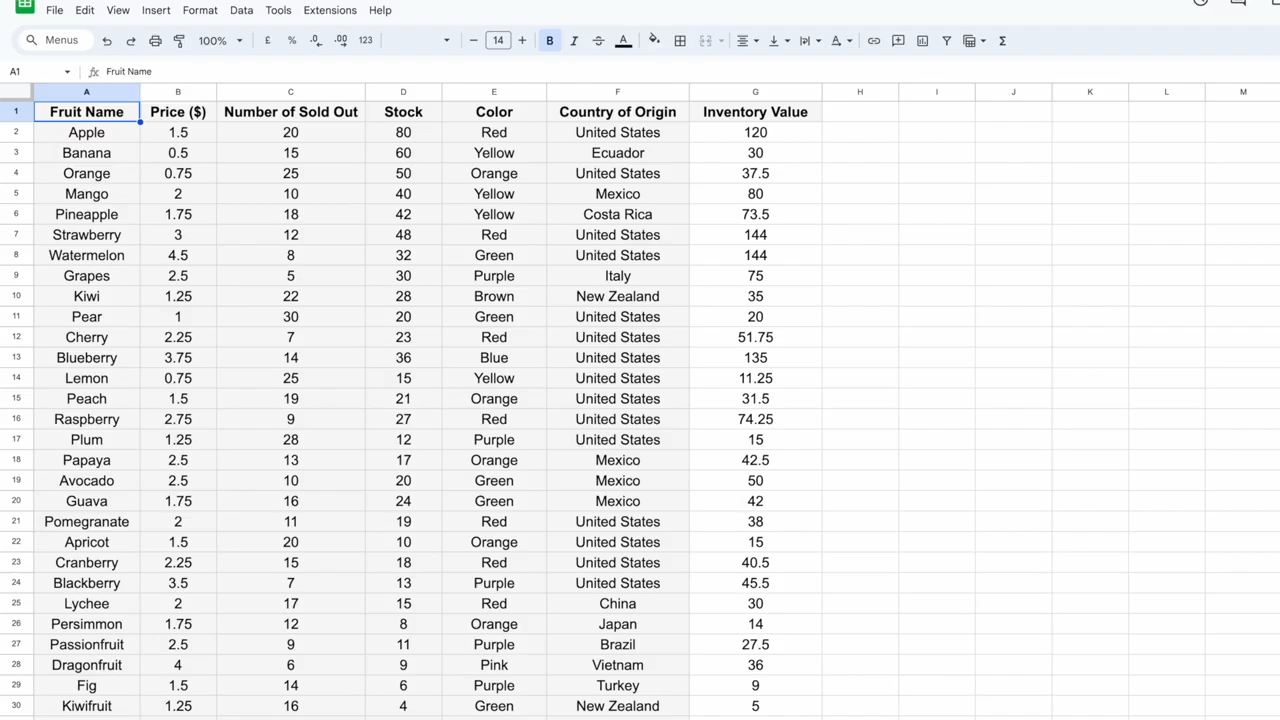 File Edit View Insert Format Data Tools Extensions Help
Menus 100% £ % .0 .00 123 14 B I S A Σ
A1 fx Fruit Name
A B C D E F G H I J K L M
1 Fruit Name Price ($) Number of Sold Out Stock Color Country of Origin Inventory Value
2 Apple 1.5 20 80 Red United States 120
3 Banana 0.5 15 60 Yellow Ecuador 30
4 Orange 0.75 25 50 Orange United States 37.5
5 Mango 2 10 40 Yellow Mexico 80
6 Pineapple 1.75 18 42 Yellow Costa Rica 73.5
7 Strawberry 3 12 48 Red United States 144
8 Watermelon 4.5 8 32 Green United States 144
9 Grapes 2.5 5 30 Purple Italy 75
10 Kiwi 1.25 22 28 Brown New Zealand 35
11 Pear 1 30 20 Green United States 20
12 Cherry 2.25 7 23 Red United States 51.75
13 Blueberry 3.75 14 36 Blue United States 135
14 Lemon 0.75 25 15 Yellow United States 11.25
15 Peach 1.5 19 21 Orange United States 31.5
16 Raspberry 2.75 9 27 Red United States 74.25
17 Plum 1.25 28 12 Purple United States 15
18 Papaya 2.5 13 17 Orange Mexico 42.5
19 Avocado 2.5 10 20 Green Mexico 50
20 Guava 1.75 16 24 Green Mexico 42
21 Pomegranate 2 11 19 Red United States 38
22 Apricot 1.5 20 10 Orange United States 15
23 Cranberry 2.25 15 18 Red United States 40.5
24 Blackberry 3.5 7 13 Purple United States 45.5
25 Lychee 2 17 15 Red China 30
26 Persimmon 1.75 12 8 Orange Japan 14
27 Passionfruit 2.5 9 11 Purple Brazil 27.5
28 Dragonfruit 4 6 9 Pink Vietnam 36
29 Fig 1.5 14 6 Purple Turkey 9
30 Kiwifruit 1.25 16 4 Green New Zealand 5